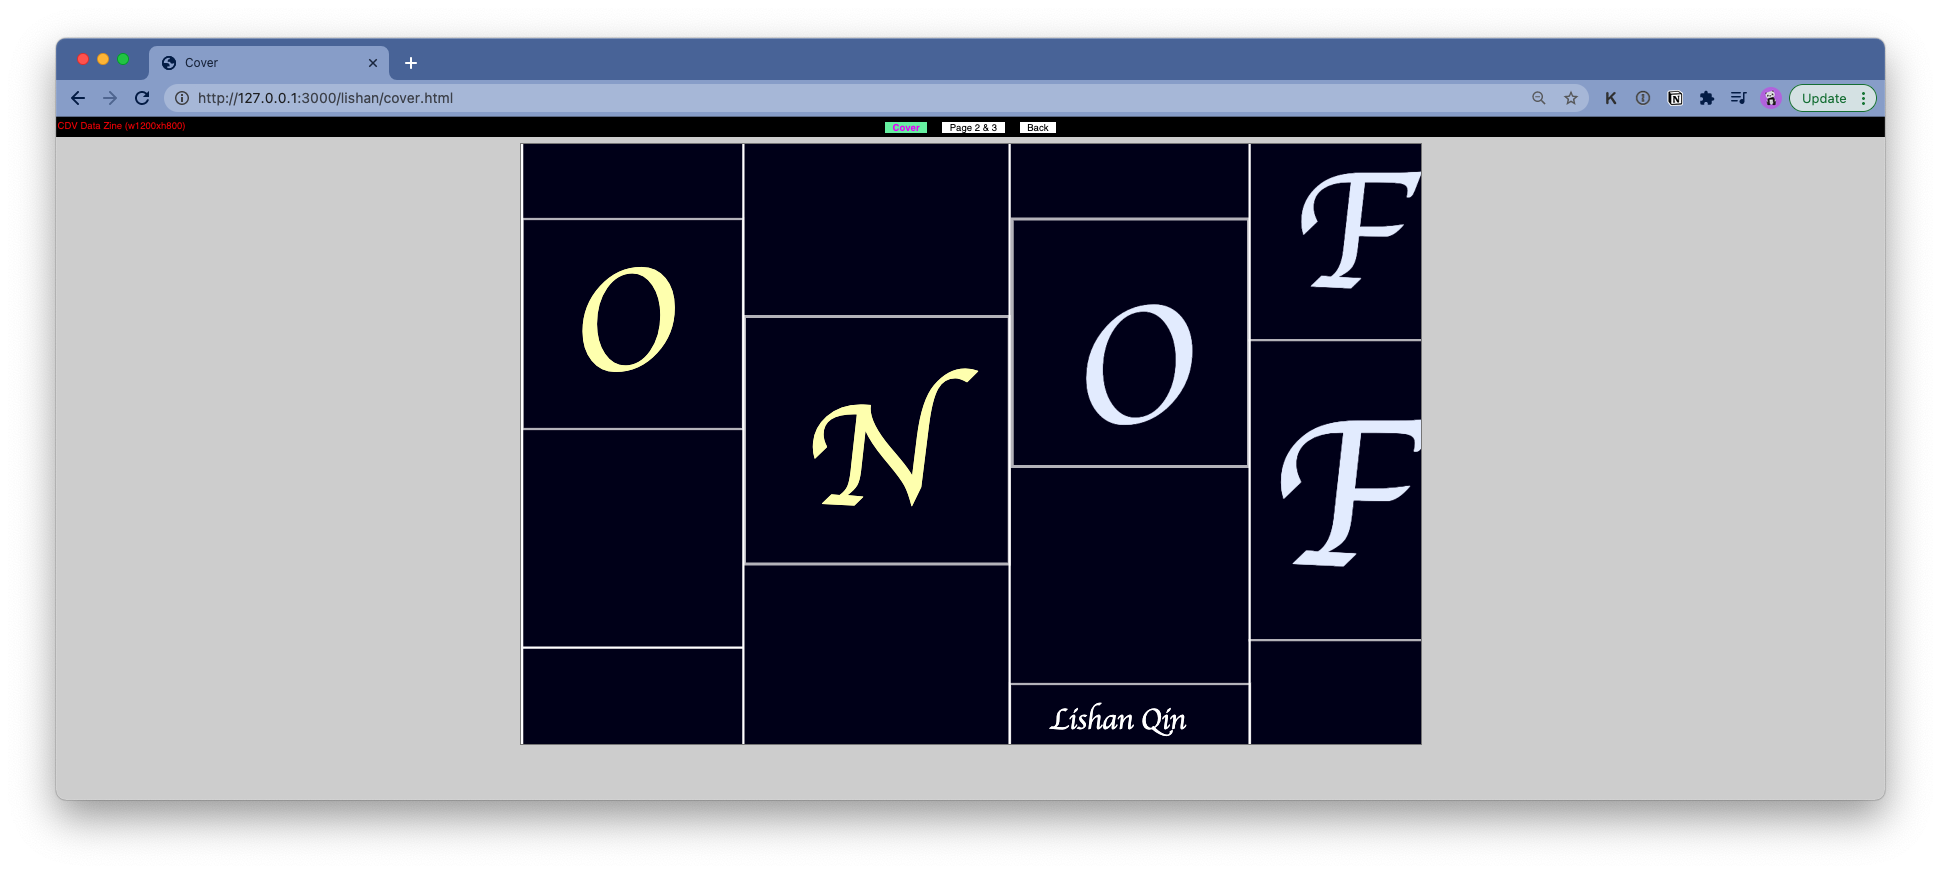 Cover
http://127.0.0.1:3000/lishan/cover.html
K
Update
CDV Data Zine (w1200xh800)
Cover Page 2 & 3 Back
O N O F
F
Lishan Qin